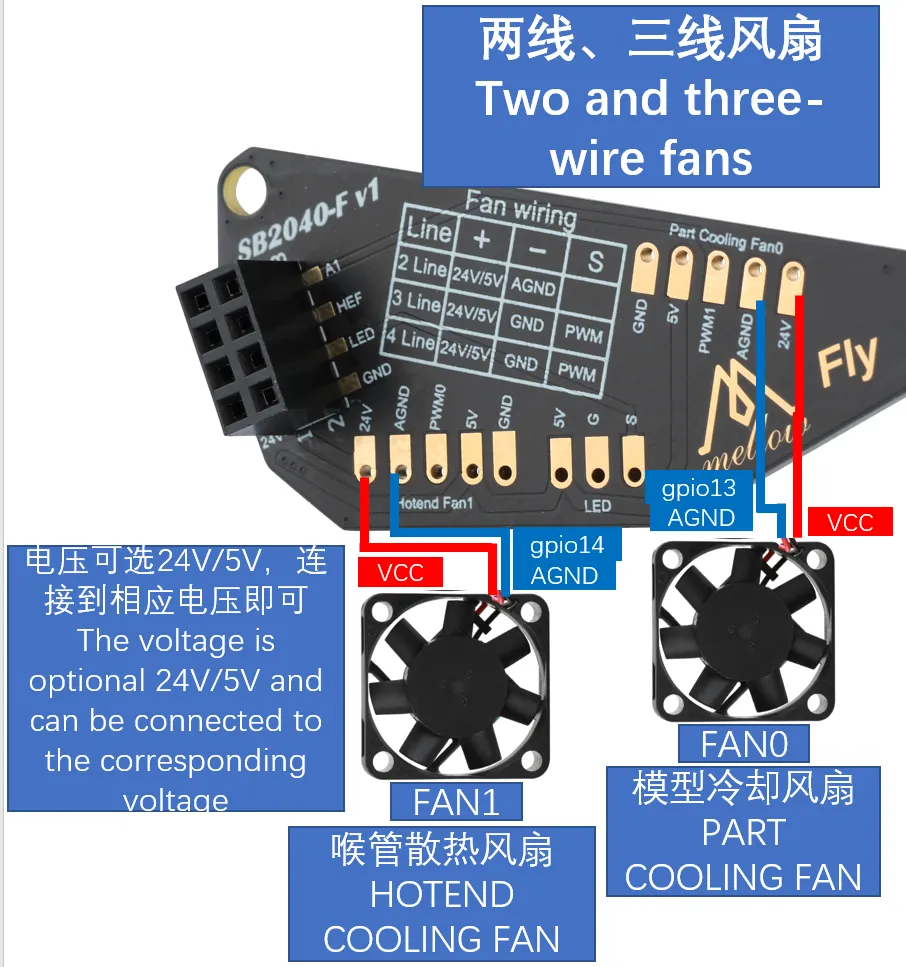 两线、三线风扇
Two and three-
wire fans
SB2040-F v1
Fan wiring
Line + − S
2 Line 24V/5V AGND
3 Line 24V/5V GND PWM
4 Line 24V/5V GND PWM
Part Cooling Fan0
GND 5V PWM1 AGND 24V
A1
HEF
LED
GND
Fly
mellow
24V AGND PWM0 5V GND
Hotend Fan1
5V G S
LED
24V
gpio13
AGND
VCC
gpio14
AGND
VCC
电压可选24V/5V，连
接到相应电压即可
The voltage is
optional 24V/5V and
can be connected to
the corresponding
voltage
FAN1
喉管散热风扇
HOTEND
COOLING FAN
FAN0
模型冷却风扇
PART
COOLING FAN